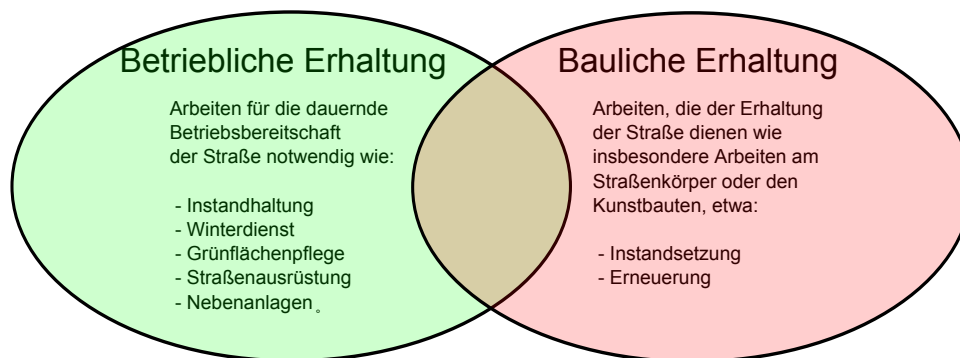 Betriebliche Erhaltung
Arbeiten für die dauernde
Betriebsbereitschaft
der Straße notwendig wie:
- Instandhaltung
- Winterdienst
- Grünflächenpflege
- Straßenausrüstung
- Nebenanlagen。
Bauliche Erhaltung
Arbeiten, die der Erhaltung
der Straße dienen wie
insbesondere Arbeiten am
Straßenkörper oder den
Kunstbauten, etwa:
- Instandsetzung
- Erneuerung